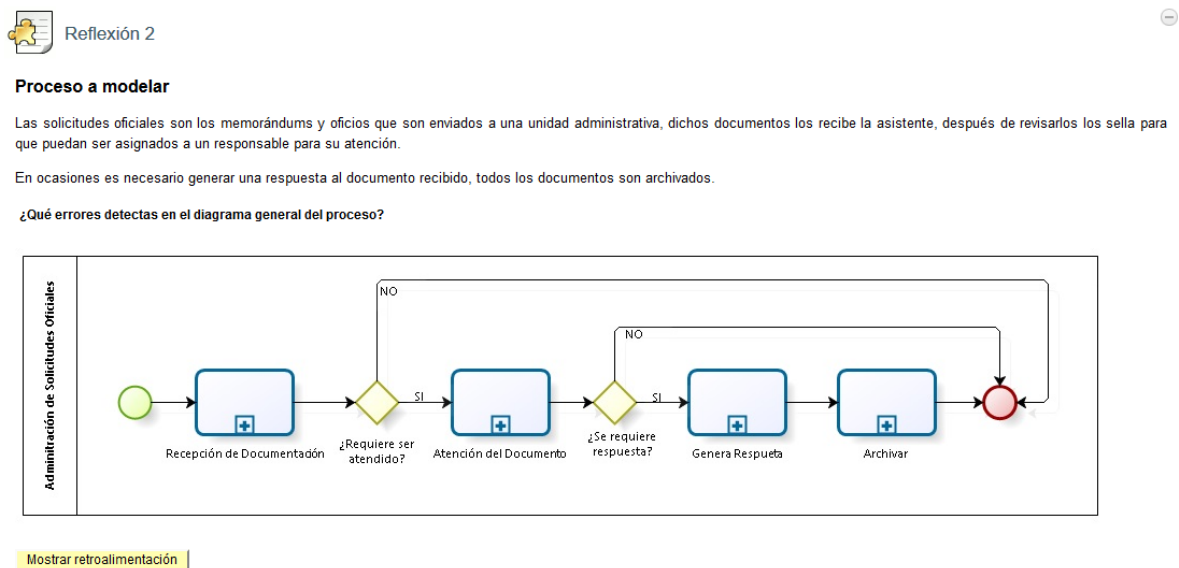 Reflexión 2
Proceso a modelar
Las solicitudes oficiales son los memorándums y oficios que son enviados a una unidad administrativa, dichos documentos los recibe la asistente, después de revisarlos los sella para
que puedan ser asignados a un responsable para su atención.
En ocasiones es necesario generar una respuesta al documento recibido, todos los documentos son archivados.
¿Qué errores detectas en el diagrama general del proceso?
Adminitración de Solicitudes Oficiales
NO
NO
SI
SI
Recepción de Documentadón
¿Requiere ser
atendido?
Atención del Documento
¿Se requiere
respuesta?
Genera Respueta
Archivar
Mostrar retroalimentación